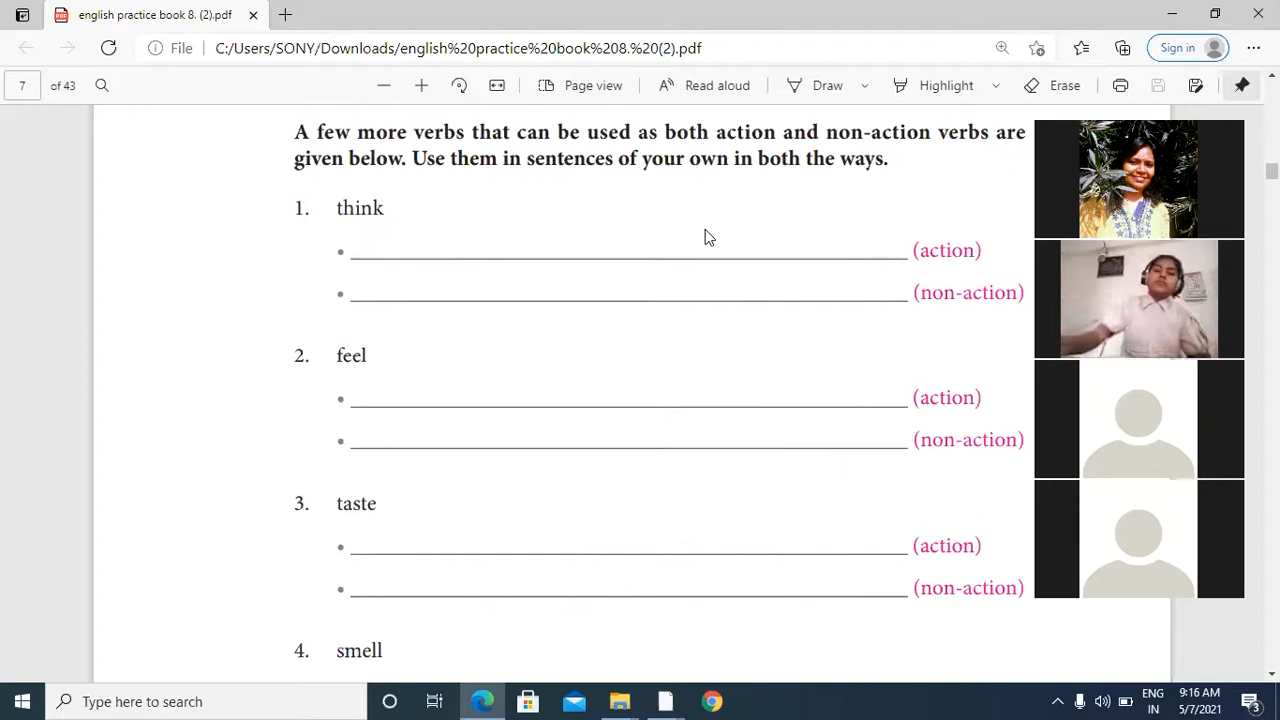 english practice book 8. (2).pdf
File C:/Users/SONY/Downloads/english%20practice%20book%208.%20(2).pdf Sign in
7 of 43 Page view Read aloud Draw Highlight Erase
A few more verbs that can be used as both action and non-action verbs are
given below. Use them in sentences of your own in both the ways.
1. think
(action)
(non-action)
2. feel
(action)
(non-action)
3. taste
(action)
(non-action)
4. smell
Type here to search
ENG 9:16 AM
IN 5/7/2021 3